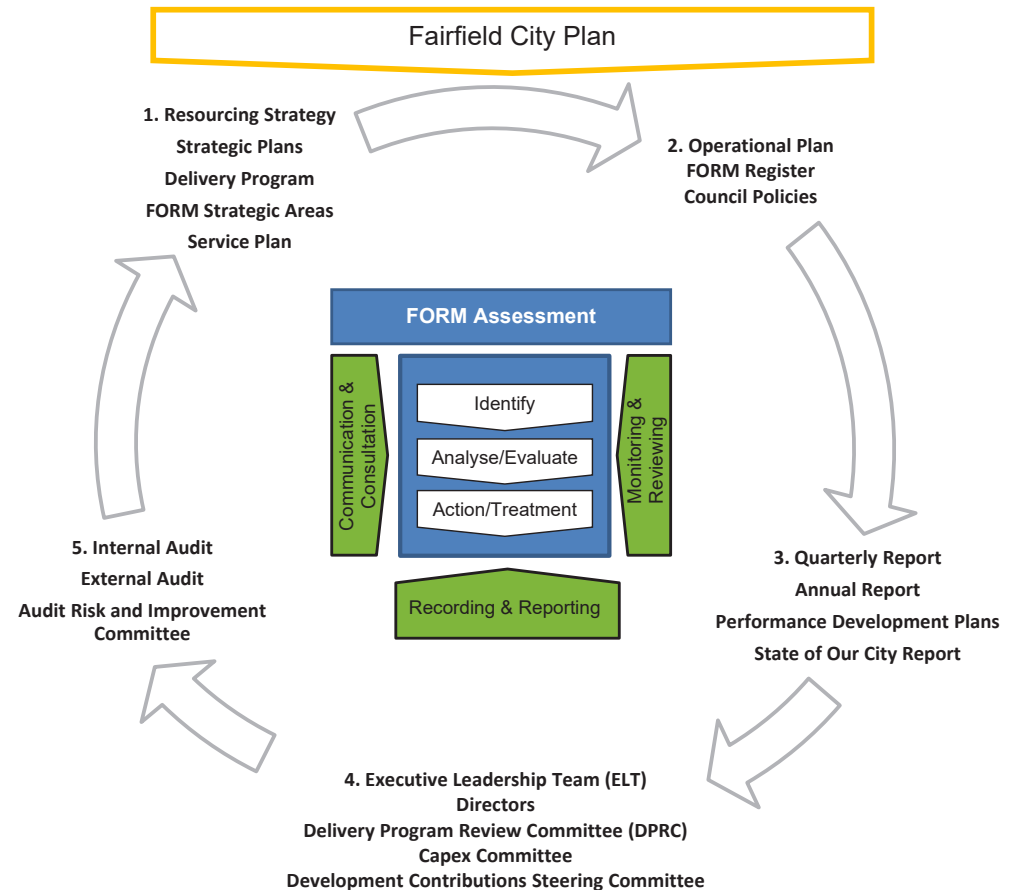 Fairfield City Plan
1. Resourcing Strategy
Strategic Plans
Delivery Program
FORM Strategic Areas
Service Plan
2. Operational Plan
FORM Register
Council Policies
FORM Assessment
Communication &
Consultation
Identify
Analyse/Evaluate
Action/Treatment
Monitoring &
Reviewing
Recording & Reporting
3. Quarterly Report
Annual Report
Performance Development Plans
State of Our City Report
4. Executive Leadership Team (ELT)
Directors
Delivery Program Review Committee (DPRC)
Capex Committee
Development Contributions Steering Committee
5. Internal Audit
External Audit
Audit Risk and Improvement
Committee